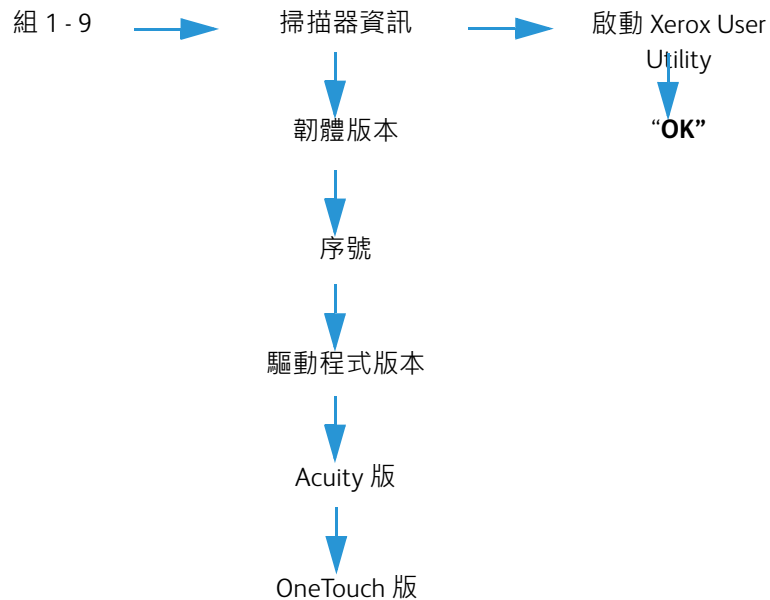 組 1 - 9
掃描器資訊
啟動 Xerox User
Utility
韌體版本
“OK”
序號
驅動程式版本
Acuity 版
OneTouch 版